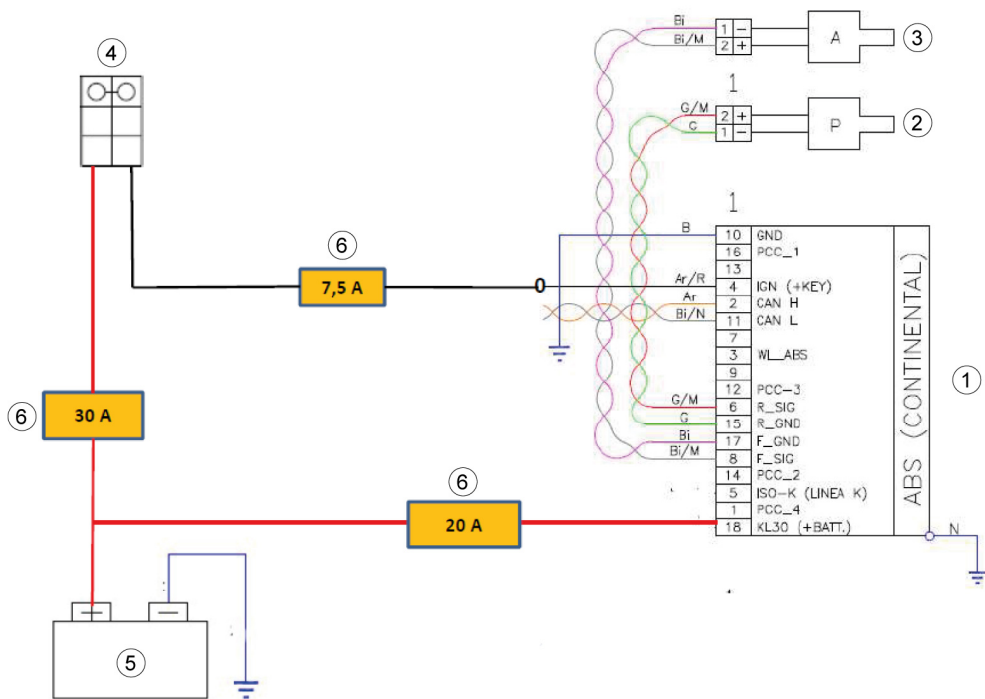 Bi
1 − A 3
Bi/M
2 +
4
1
G/M
2 + P 2
G
1 −
1
B
10 GND
16 PCC_1
6
13
7,5 A
0
Ar/R
4 IGN (+KEY)
Ar
2 CAN H
Bi/N
11 CAN L
7
3 WL_ABS
9
12 PCC-3
G/M
6 R_SIG
G
15 R_GND
Bi
17 F_GND
Bi/M
8 F_SIG
14 PCC_2
5 ISO-K (LINEA K)
1 PCC_4
18 KL30 (+BATT.)
ABS (CONTINENTAL)
1
N
6
30 A
6
20 A
+ −
5